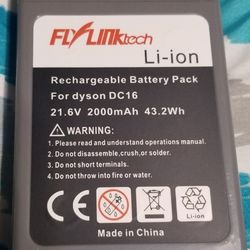 FLYLINKtech
Li-ion
Rechargeable Battery Pack
For dyson DC16
21.6V 2000mAh 43.2Wh
WARNING:
1.Please read and understand operations manual.
2.Do not disassemble,crush,or solder.
3.Do not short terminals.
4.Do not throw into fire or water.
Li-ion
Made in China